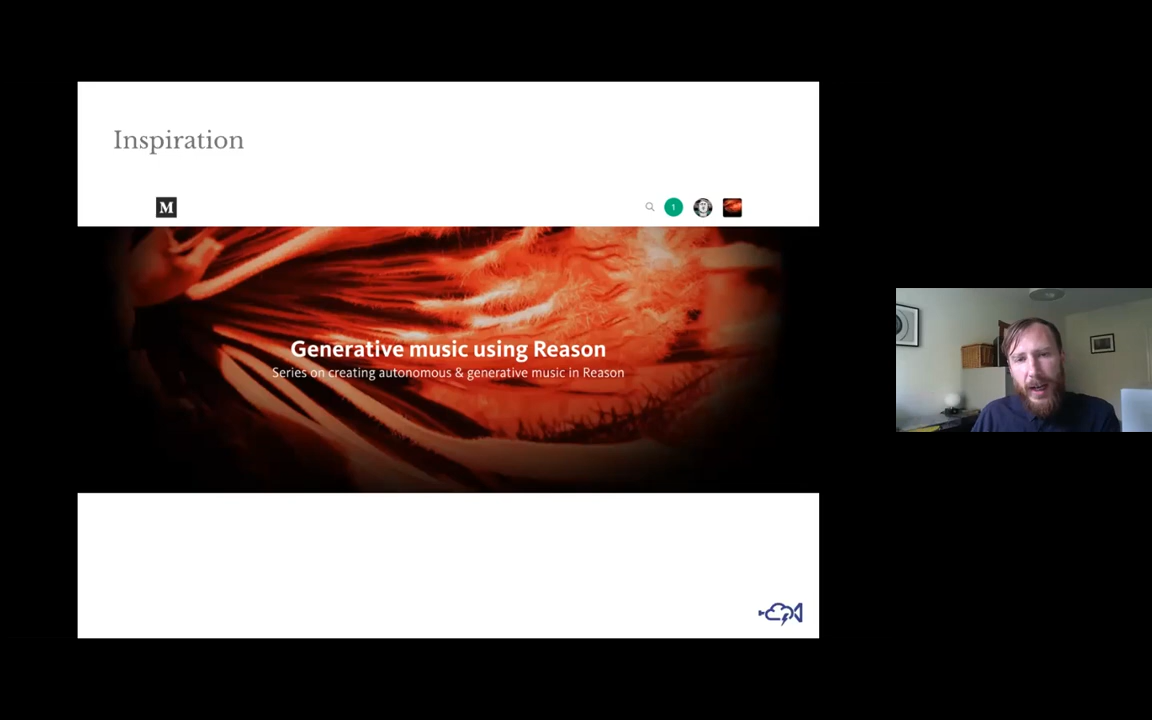 Inspiration
M
1
Generative music using Reason
Series on creating autonomous & generative music in Reason